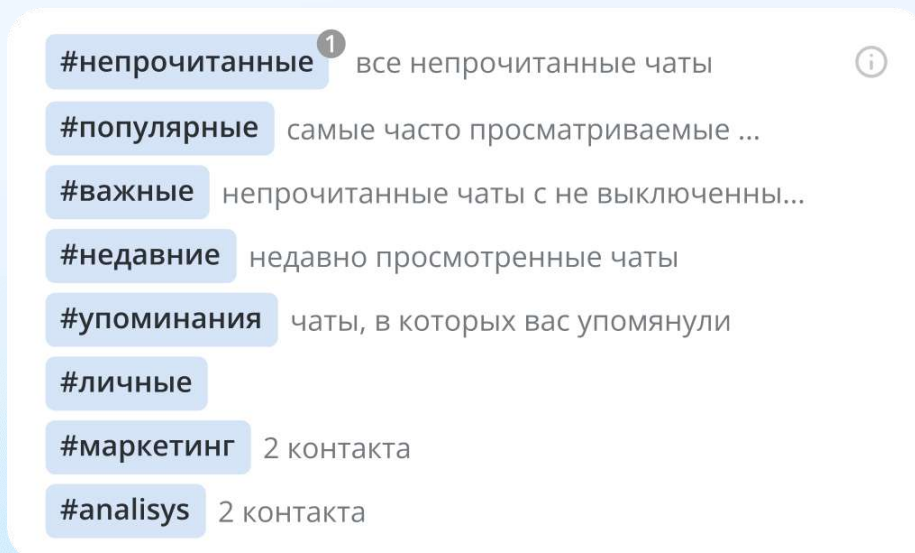 #непрочитанные 1 все непрочитанные чаты
#популярные самые часто просматриваемые ...
#важные непрочитанные чаты с не выключенны...
#недавние недавно просмотренные чаты
#упоминания чаты, в которых вас упомянули
#личные
#маркетинг 2 контакта
#analisys 2 контакта